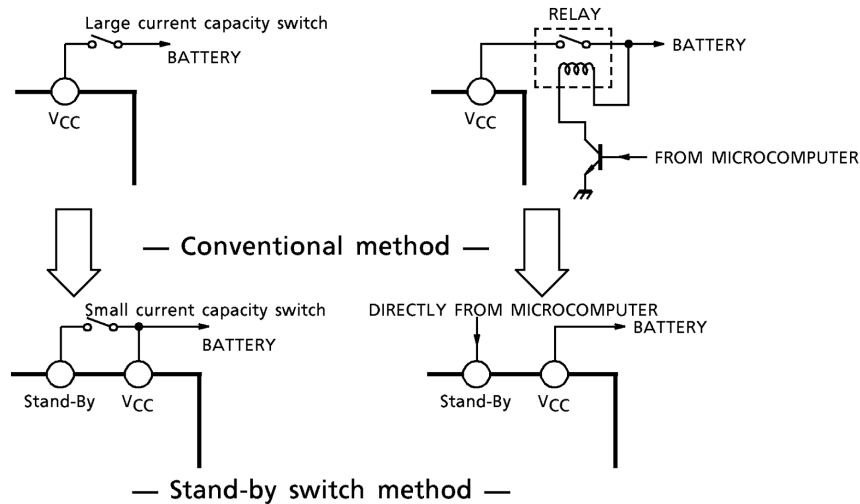 Large current capacity switch
BATTERY
VCC
RELAY
BATTERY
VCC
FROM MICROCOMPUTER
— Conventional method —
Small current capacity switch
BATTERY
Stand-By
VCC
DIRECTLY FROM MICROCOMPUTER
BATTERY
Stand-By
VCC
— Stand-by switch method —